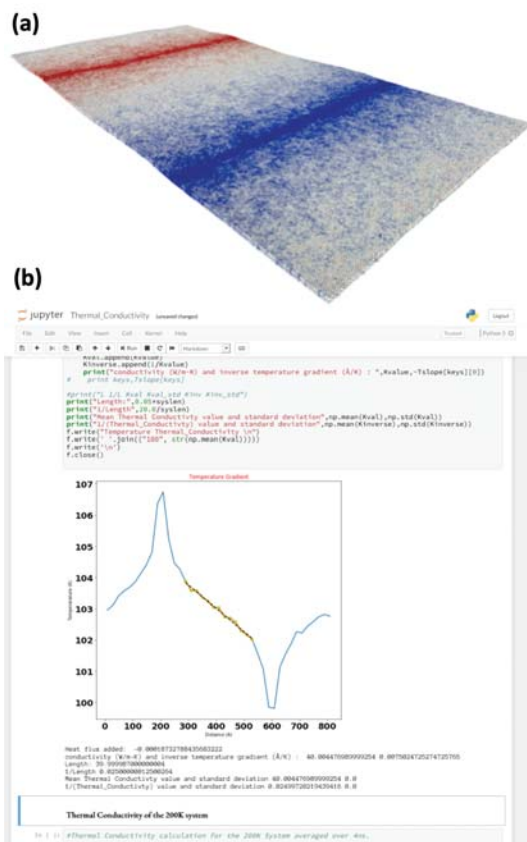 (a)
(b)
jupyter Thermal_Conductivity (unsaved changes) Logout
File Edit View Insert Cell Kernel Help Trusted Python 3
Run Markdown
Kval.append(Kvalue)
Kinverse.append(1/Kvalue)
print("conductivity (W/m-K) and inverse temperature gradient (Å/K) : ",Kvalue,-Tslope[keys][0])
# print keys,Tslope[keys]
#print("L 1/L Kval Kval_std Kinv Kinv_std")
print("Length:",0.05*syslen)
print("1/Length",20.0/syslen)
print("Mean Thermal Conductivty value and standard deviation",np.mean(Kval),np.std(Kval))
print("1/(Thermal_Conductivty) value and standard deviation",np.mean(Kinverse),np.std(Kinverse))
f.write("Temperature Thermal_Conductivity \n")
f.write(' '.join(("100", str(np.mean(Kval)))))
f.write('\n')
f.close()
Temperature Gradient
107
106
105
104
103
102
101
100
Temperature (K)
0 100 200 300 400 500 600 700 800
Distance (Å)
Heat flux added:
conductivity (W/m-K) and inverse temperature gradient (Å/K) :
Length:
1/Length
Mean Thermal Conductivty value and standard deviation 0.0
1/(Thermal_Conductivty) value and standard deviation 0.0
Thermal Conductivity of the 200K system
#Thermal Conductivity calculation for the 200K System averaged over 4ns.